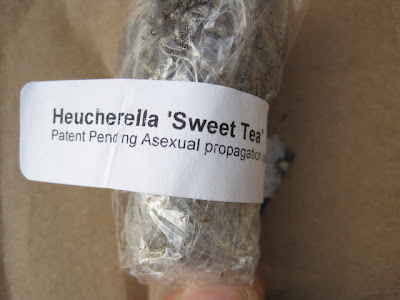 Heucherella 'Sweet Tea'
Patent Pending Asexual propagation